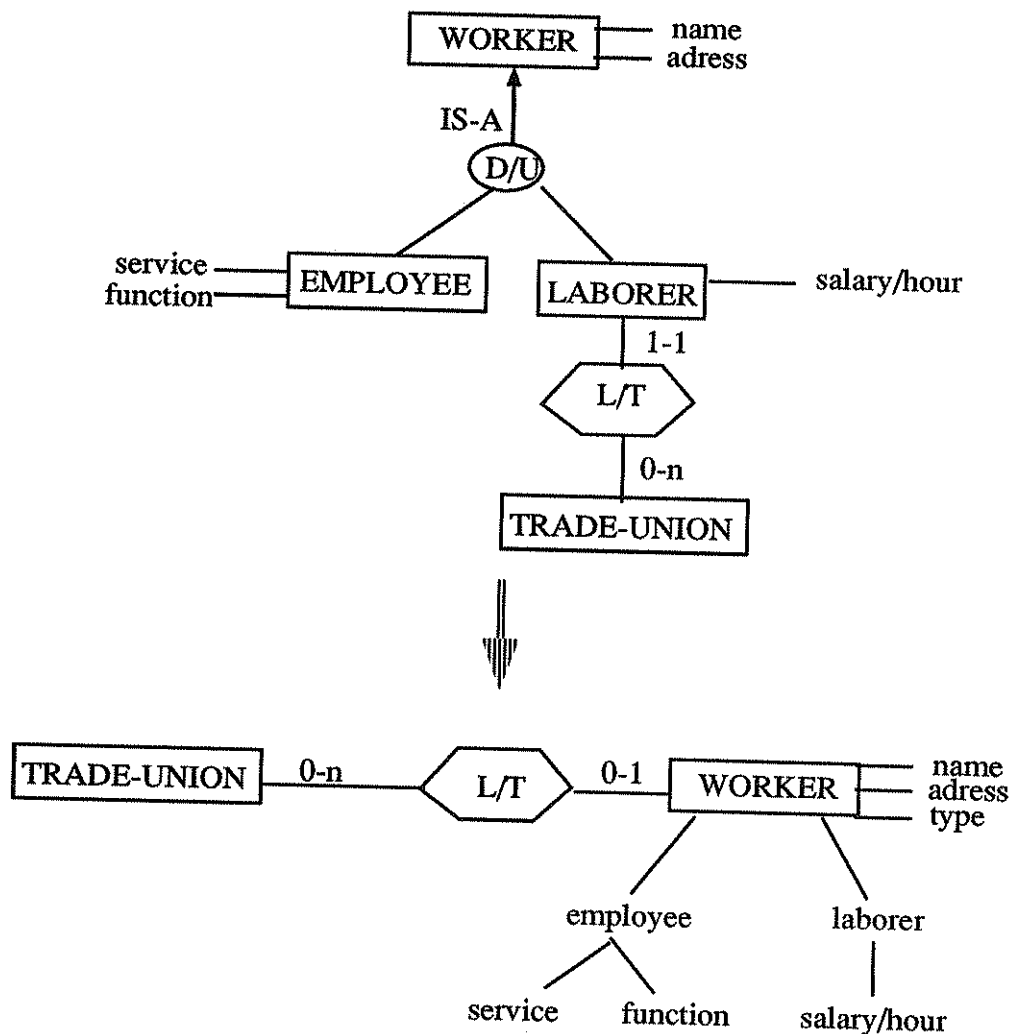 WORKER
name
adress
IS-A
D/U
service
function
EMPLOYEE
LABORER
salary/hour
1-1
L/T
0-n
TRADE-UNION
TRADE-UNION
0-n
L/T
0-1
WORKER
name
adress
type
employee
laborer
service
function
salary/hour